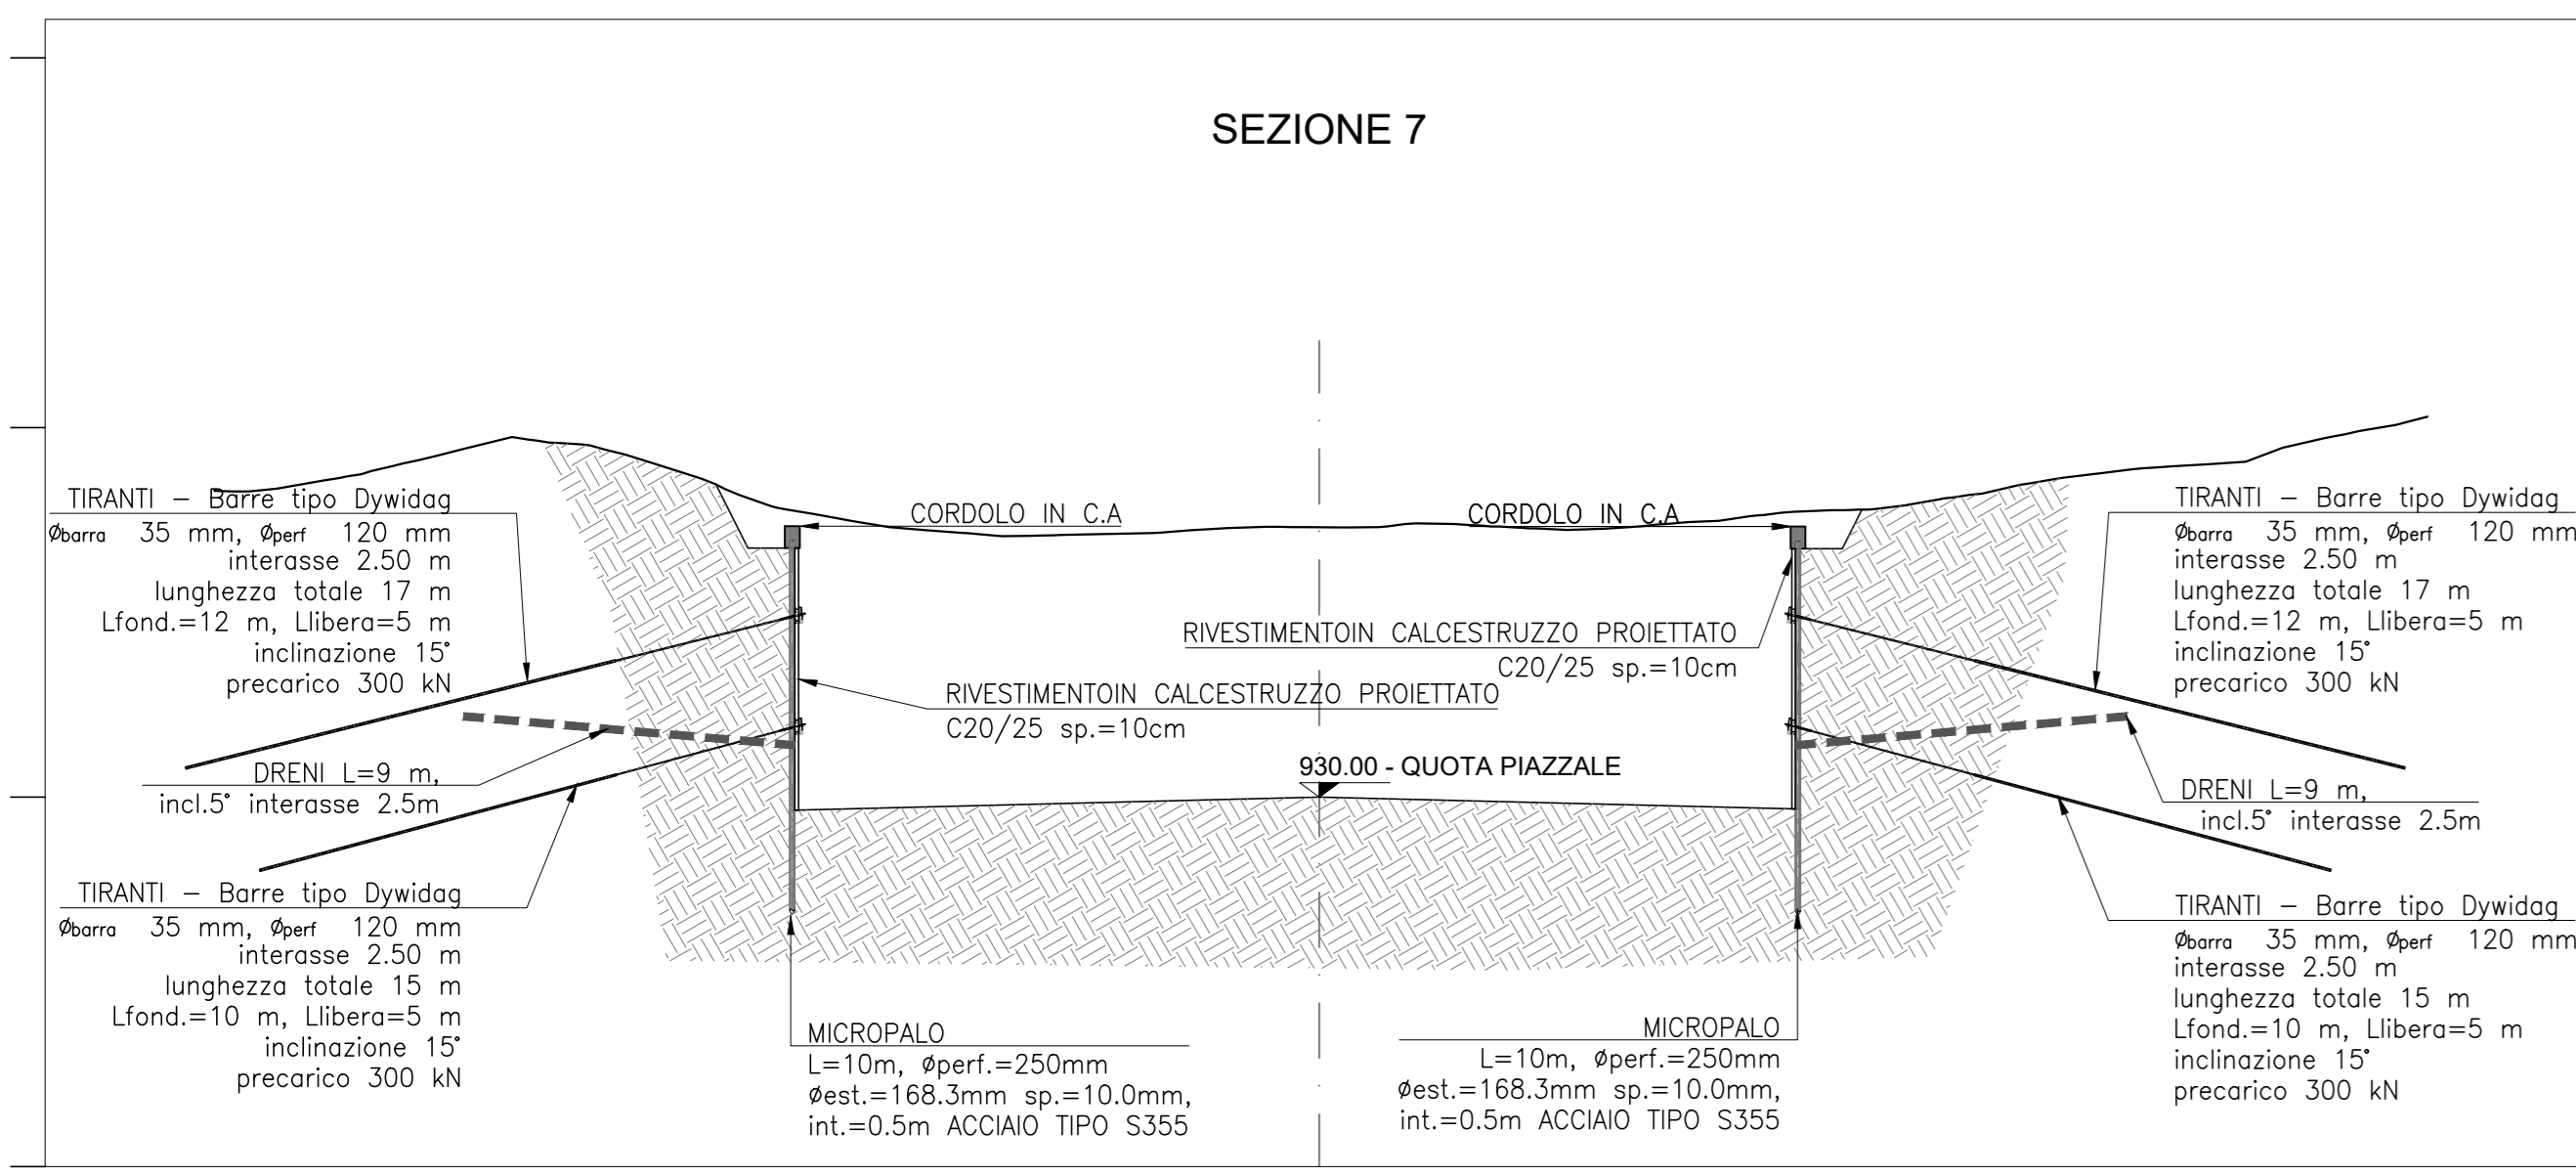 SEZIONE 7
TIRANTI – Barre tipo Dywidag
Øbarra 35 mm, Øperf 120 mm
interasse 2.50 m
lunghezza totale 17 m
Lfond.=12 m, Llibera=5 m
inclinazione 15°
precarico 300 kN
DRENI L=9 m,
incl.5° interasse 2.5m
TIRANTI – Barre tipo Dywidag
Øbarra 35 mm, Øperf 120 mm
interasse 2.50 m
lunghezza totale 15 m
Lfond.=10 m, Llibera=5 m
inclinazione 15°
precarico 300 kN
CORDOLO IN C.A
CORDOLO IN C.A
RIVESTIMENTOIN CALCESTRUZZO PROIETTATO
C20/25 sp.=10cm
RIVESTIMENTOIN CALCESTRUZZO PROIETTATO
C20/25 sp.=10cm
930.00 - QUOTA PIAZZALE
MICROPALO
L=10m, Øperf.=250mm
Øest.=168.3mm sp.=10.0mm,
int.=0.5m ACCIAIO TIPO S355
MICROPALO
L=10m, Øperf.=250mm
Øest.=168.3mm sp.=10.0mm,
int.=0.5m ACCIAIO TIPO S355
TIRANTI – Barre tipo Dywidag
Øbarra 35 mm, Øperf 120 mm
interasse 2.50 m
lunghezza totale 17 m
Lfond.=12 m, Llibera=5 m
inclinazione 15°
precarico 300 kN
DRENI L=9 m,
incl.5° interasse 2.5m
TIRANTI – Barre tipo Dywidag
Øbarra 35 mm, Øperf 120 mm
interasse 2.50 m
lunghezza totale 15 m
Lfond.=10 m, Llibera=5 m
inclinazione 15°
precarico 300 kN